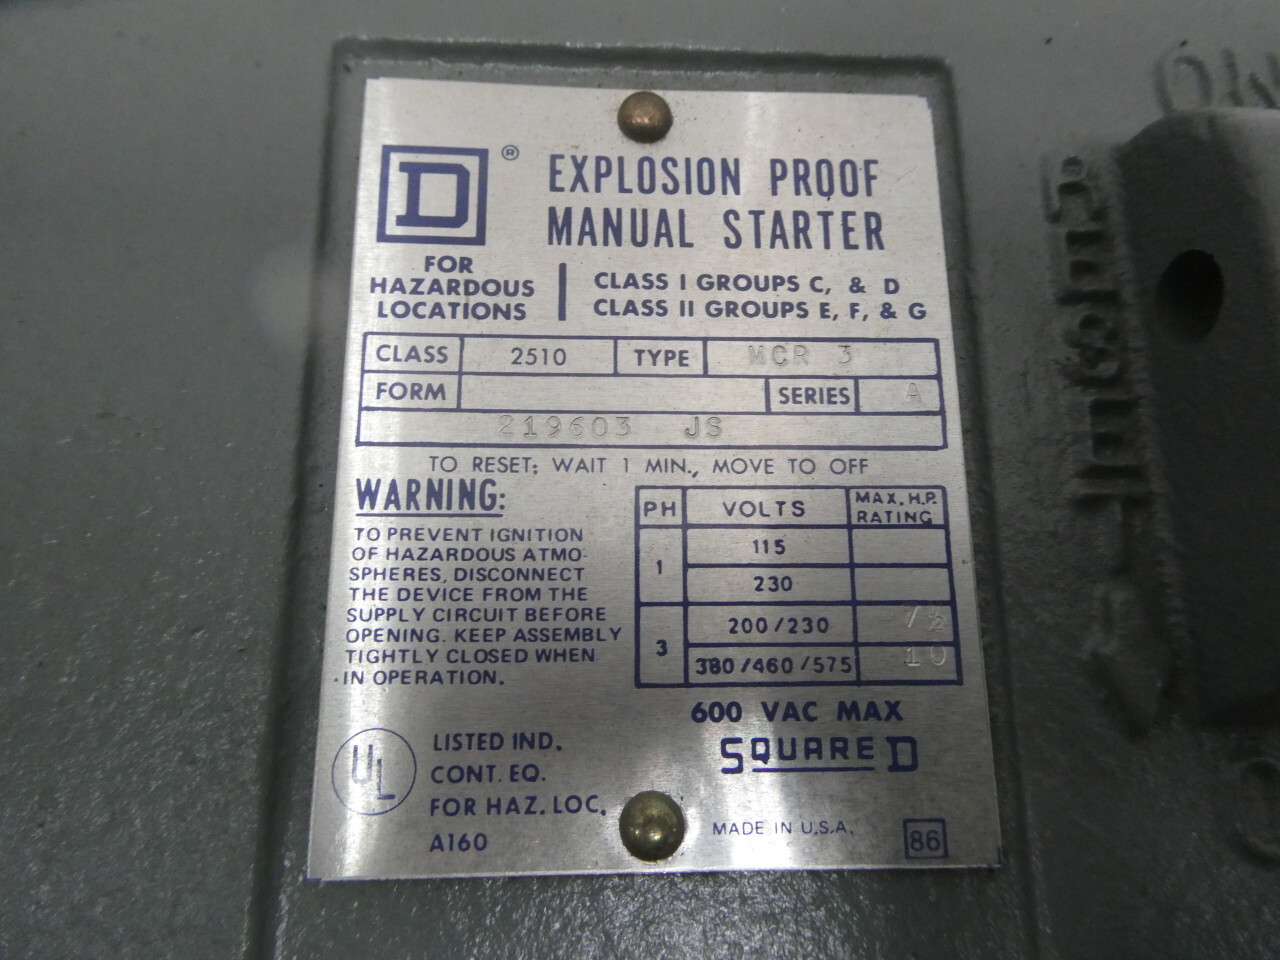 D ®
EXPLOSION PROOF
MANUAL STARTER
FOR
HAZARDOUS
LOCATIONS
CLASS I GROUPS C, & D
CLASS II GROUPS E, F, & G
CLASS 2510 TYPE MCR 3
FORM SERIES A
219603 JS
TO RESET; WAIT 1 MIN., MOVE TO OFF
WARNING:
TO PREVENT IGNITION
OF HAZARDOUS ATMO-
SPHERES, DISCONNECT
THE DEVICE FROM THE
SUPPLY CIRCUIT BEFORE
OPENING. KEEP ASSEMBLY
TIGHTLY CLOSED WHEN
IN OPERATION.
PH VOLTS MAX. H.P. RATING
1 115
230
3 200/230 7½
380/460/575 10
600 VAC MAX
SQUARE D
UL
LISTED IND.
CONT. EQ.
FOR HAZ. LOC.
A160
MADE IN U.S.A.
86
RESET